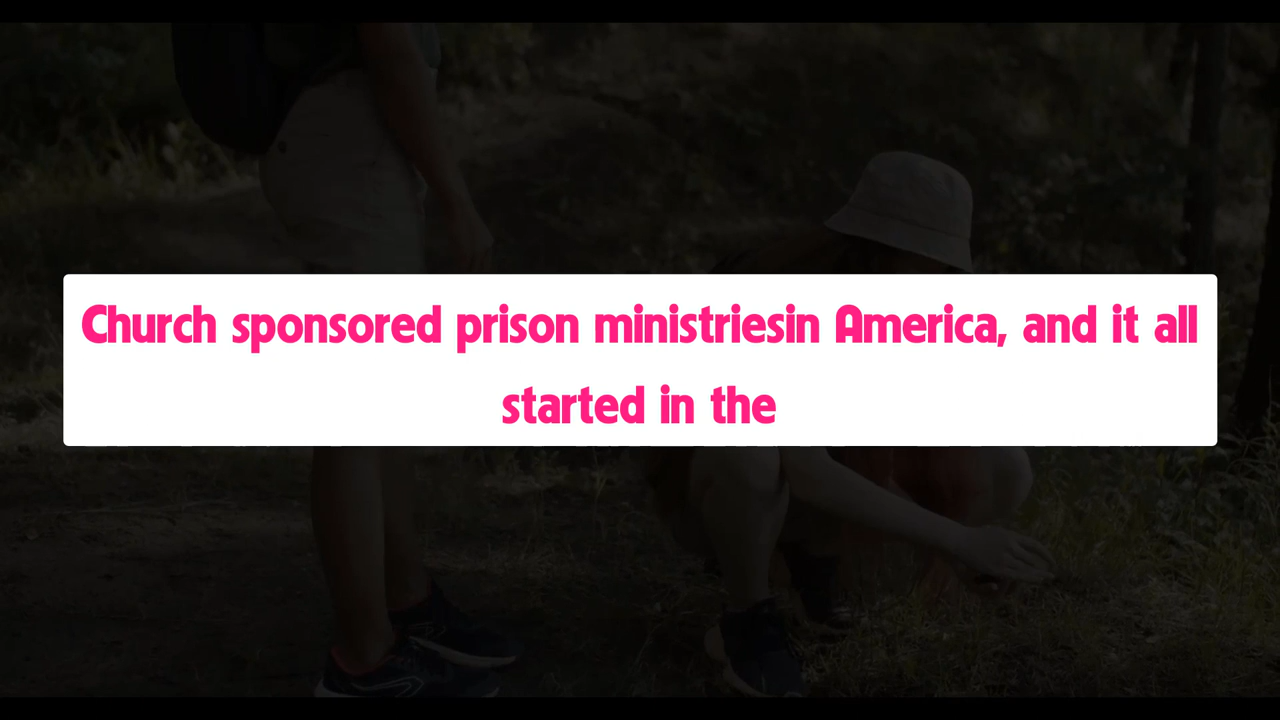 Church sponsored prison ministriesin America, and it all
started in the